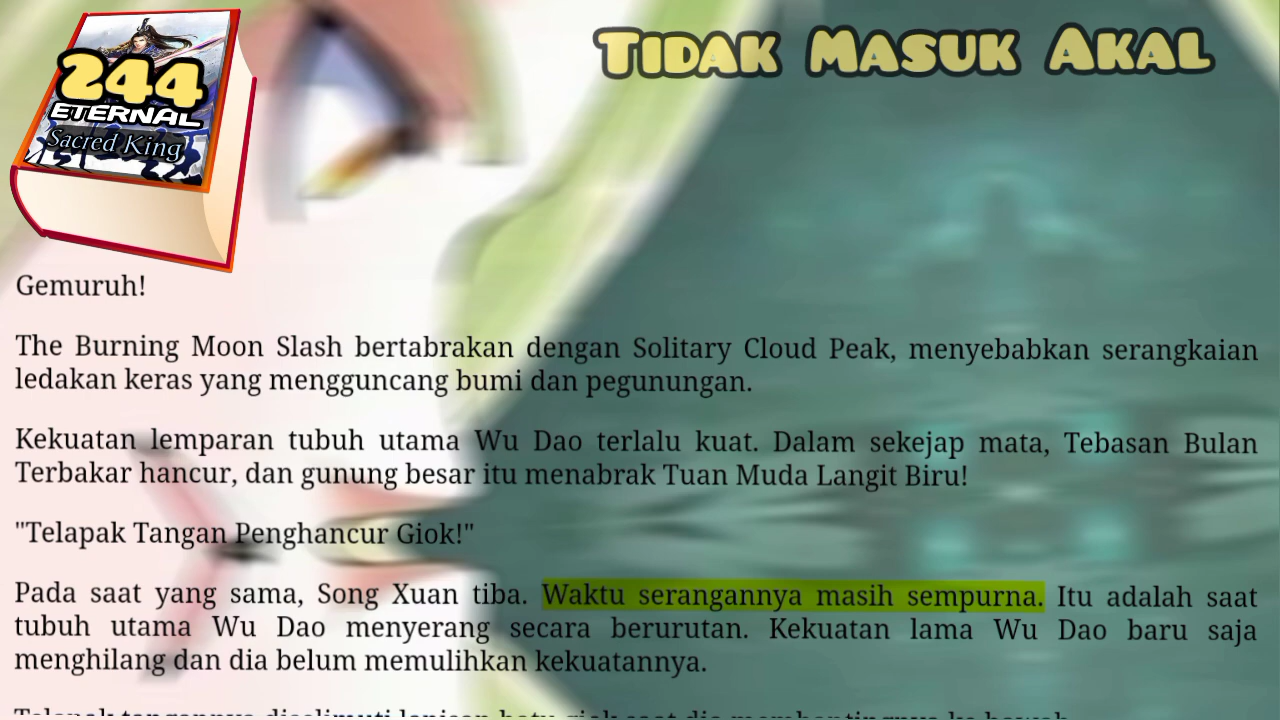 244
ETERNAL
Sacred King
TIDAK MASUK AKAL
Gemuruh!
The Burning Moon Slash bertabrakan dengan Solitary Cloud Peak, menyebabkan serangkaian
ledakan keras yang mengguncang bumi dan pegunungan.
Kekuatan lemparan tubuh utama Wu Dao terlalu kuat. Dalam sekejap mata, Tebasan Bulan
Terbakar hancur, dan gunung besar itu menabrak Tuan Muda Langit Biru!
"Telapak Tangan Penghancur Giok!"
Pada saat yang sama, Song Xuan tiba. Waktu serangannya masih sempurna. Itu adalah saat
tubuh utama Wu Dao menyerang secara berurutan. Kekuatan lama Wu Dao baru saja
menghilang dan dia belum memulihkan kekuatannya.